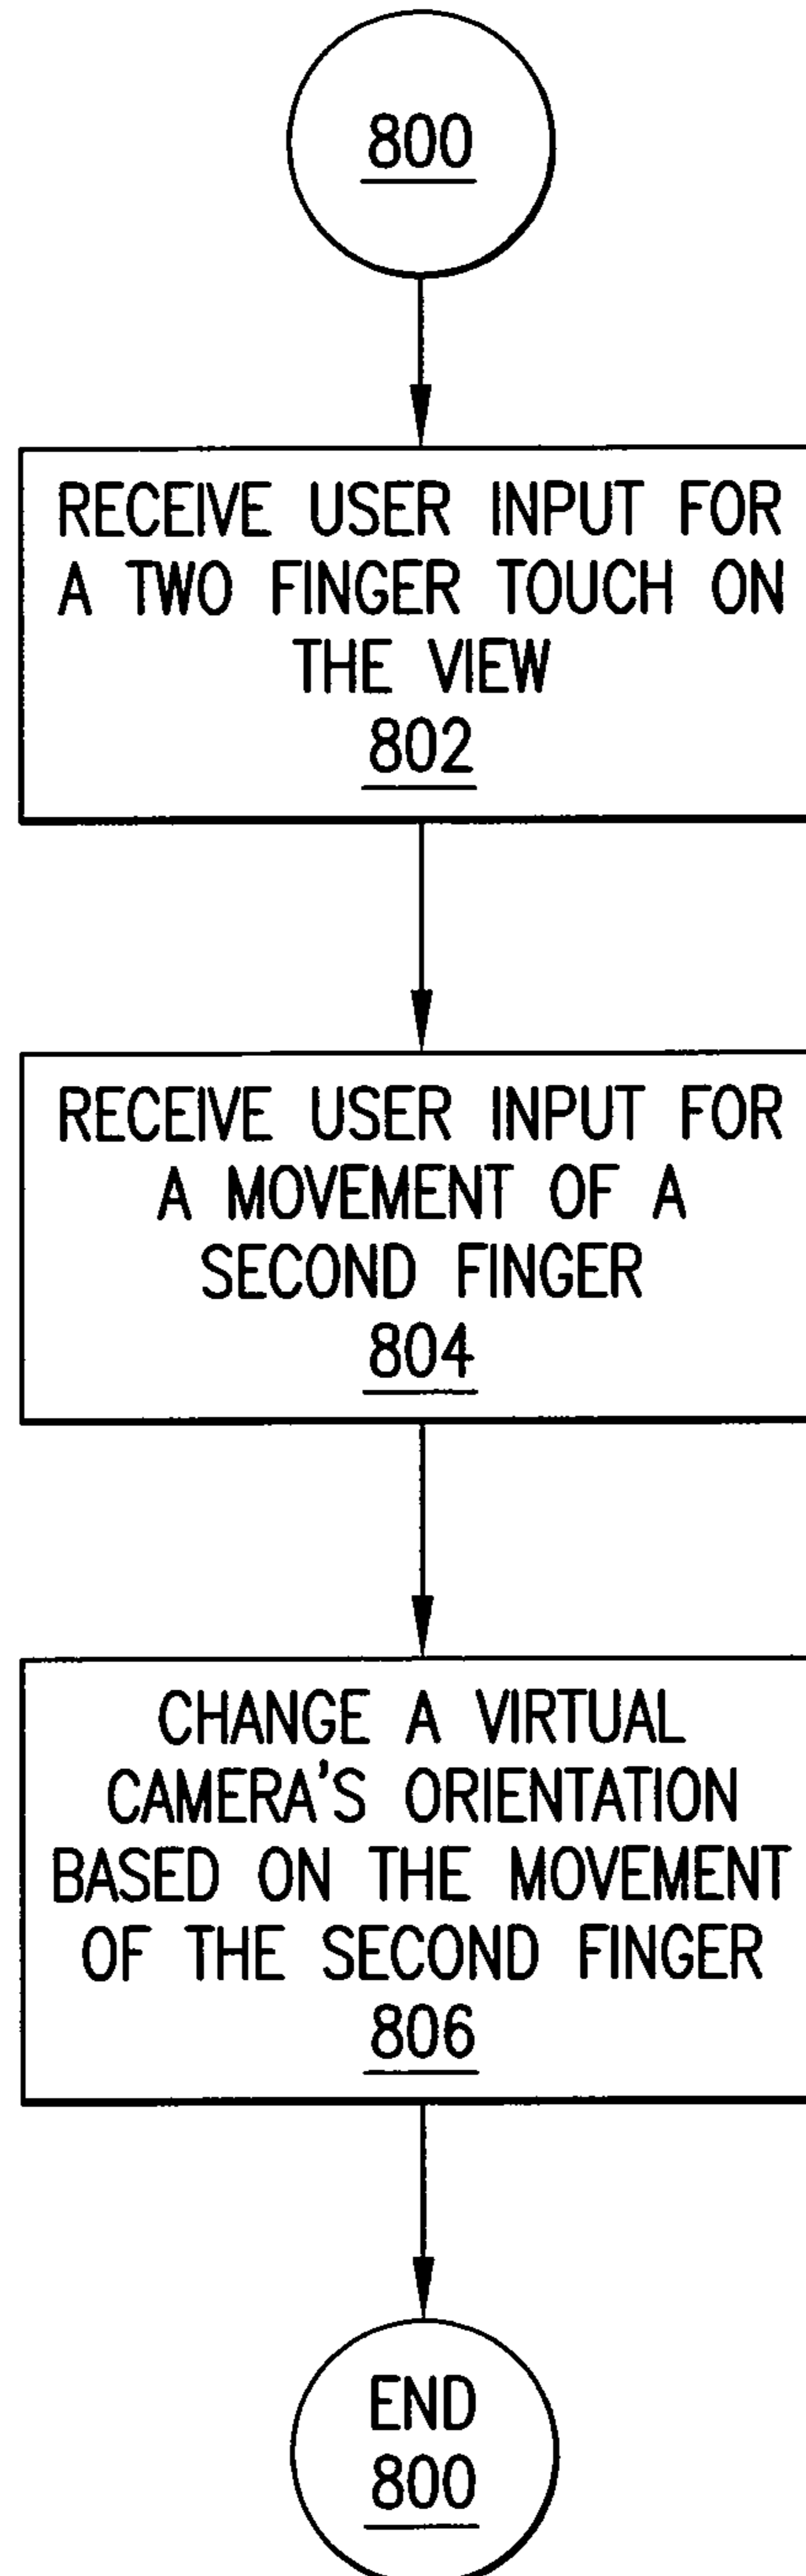 800
RECEIVE USER INPUT FOR
A TWO FINGER TOUCH ON
THE VIEW
802
RECEIVE USER INPUT FOR
A MOVEMENT OF A
SECOND FINGER
804
CHANGE A VIRTUAL
CAMERA'S ORIENTATION
BASED ON THE MOVEMENT
OF THE SECOND FINGER
806
END
800